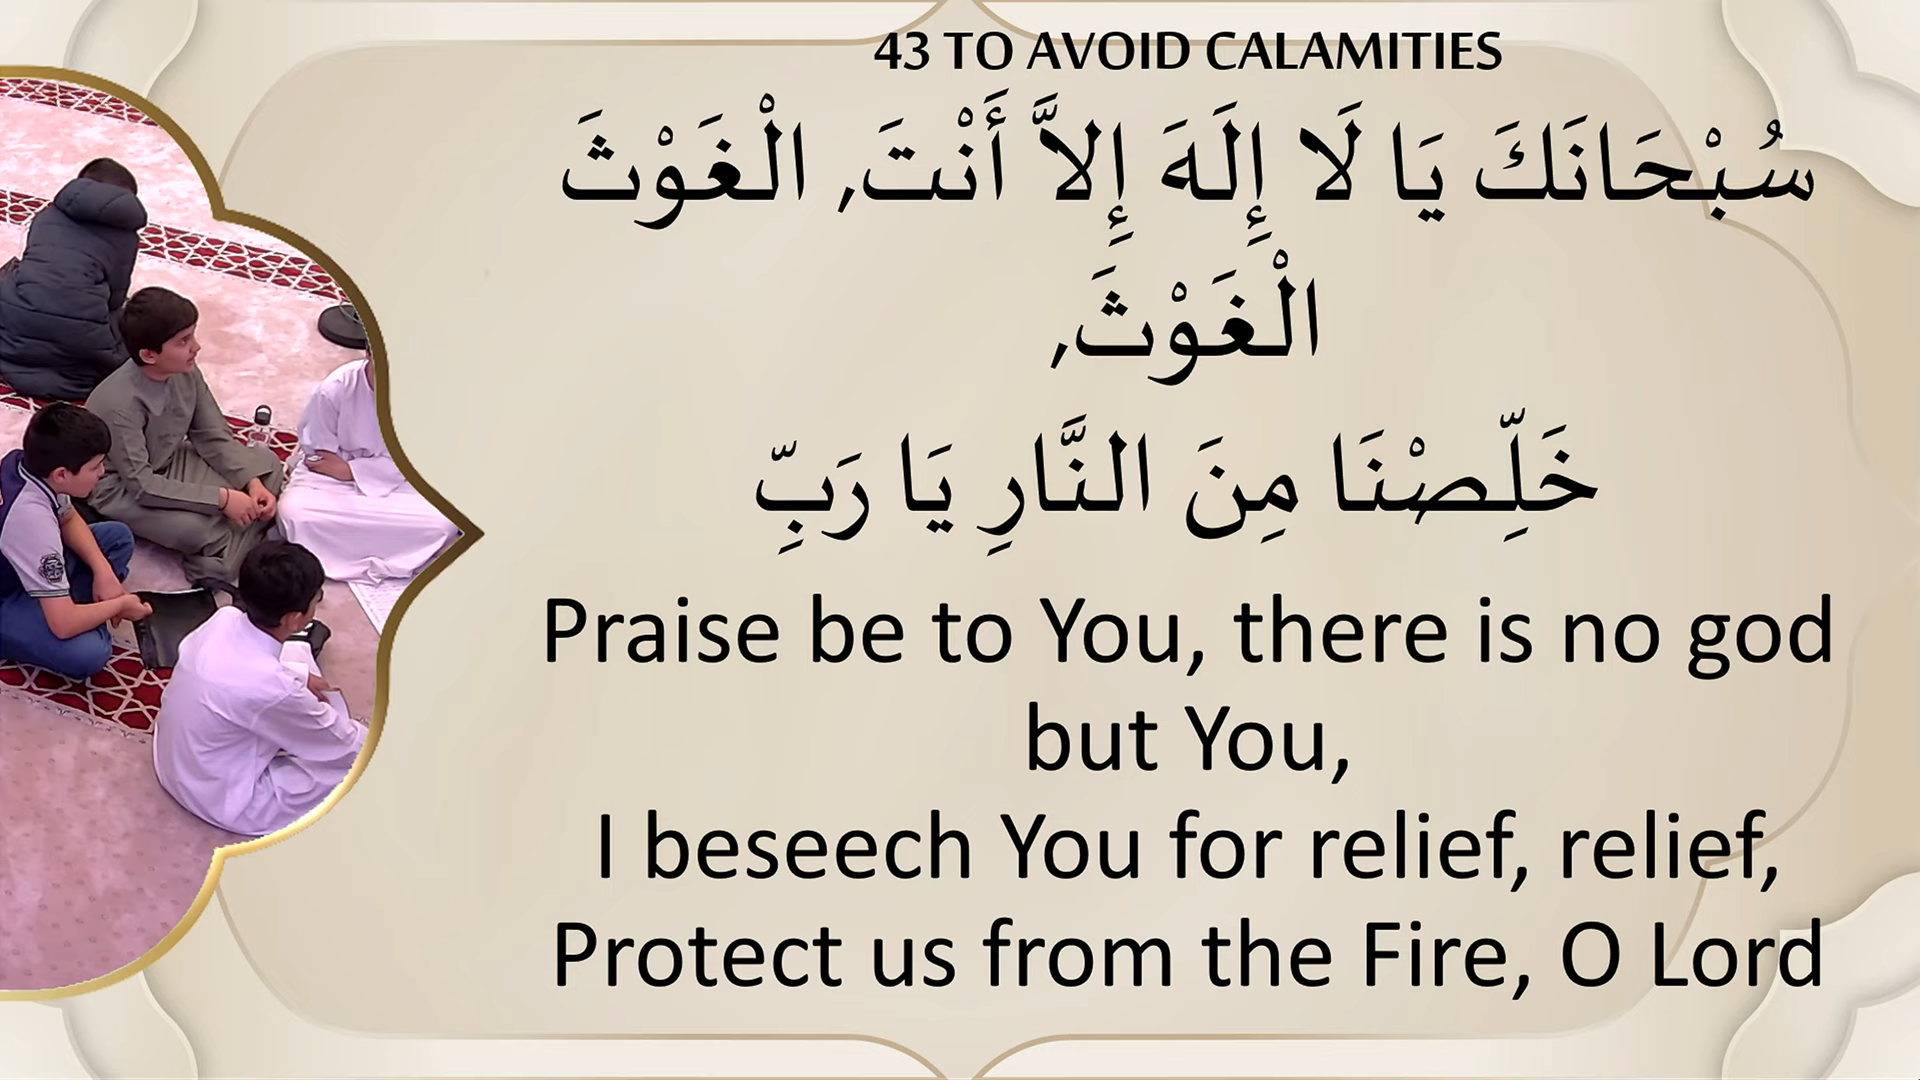 43 TO AVOID CALAMITIES
سُبْحَانَكَ يَا لَا إِلَهَ إِلاَّ أَنْتَ, الْغَوْثَ
الْغَوْثَ,
خَلِّصْنَا مِنَ النَّارِ يَا رَبِّ
Praise be to You, there is no god
but You,
I beseech You for relief, relief,
Protect us from the Fire, O Lord